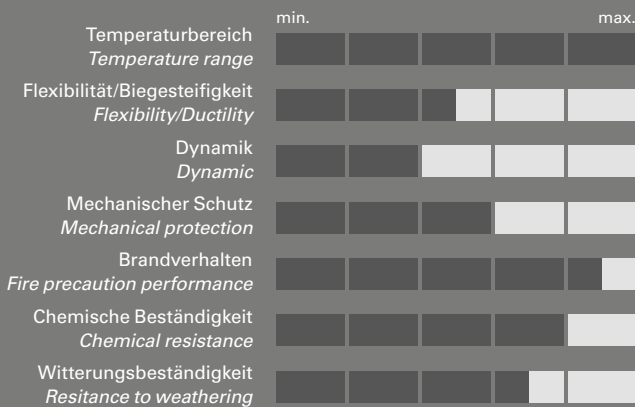 min. max.
Temperaturbereich
Temperature range
Flexibilität/Biegesteifigkeit
Flexibility/Ductility
Dynamik
Dynamic
Mechanischer Schutz
Mechanical protection
Brandverhalten
Fire precaution performance
Chemische Beständigkeit
Chemical resistance
Witterungsbeständigkeit
Resitance to weathering